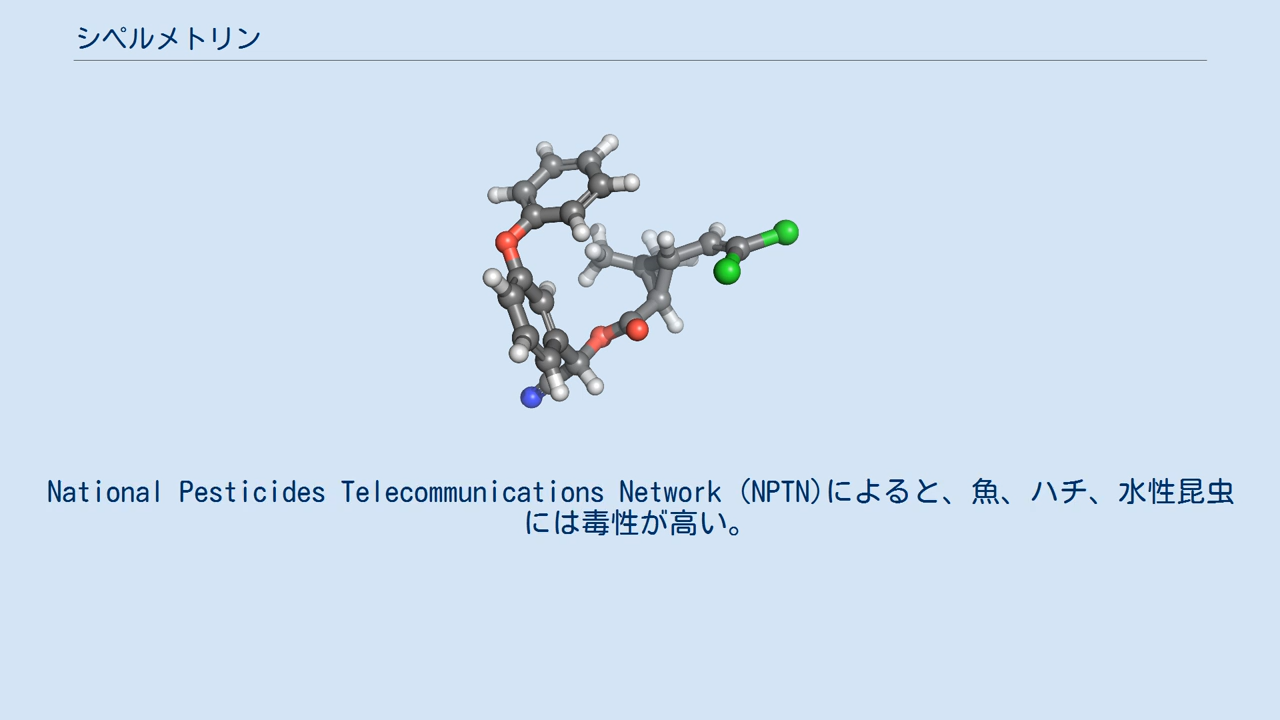 シペルメトリン
National Pesticides Telecommunications Network (NPTN)によると、魚、ハチ、水性昆虫
には毒性が高い。